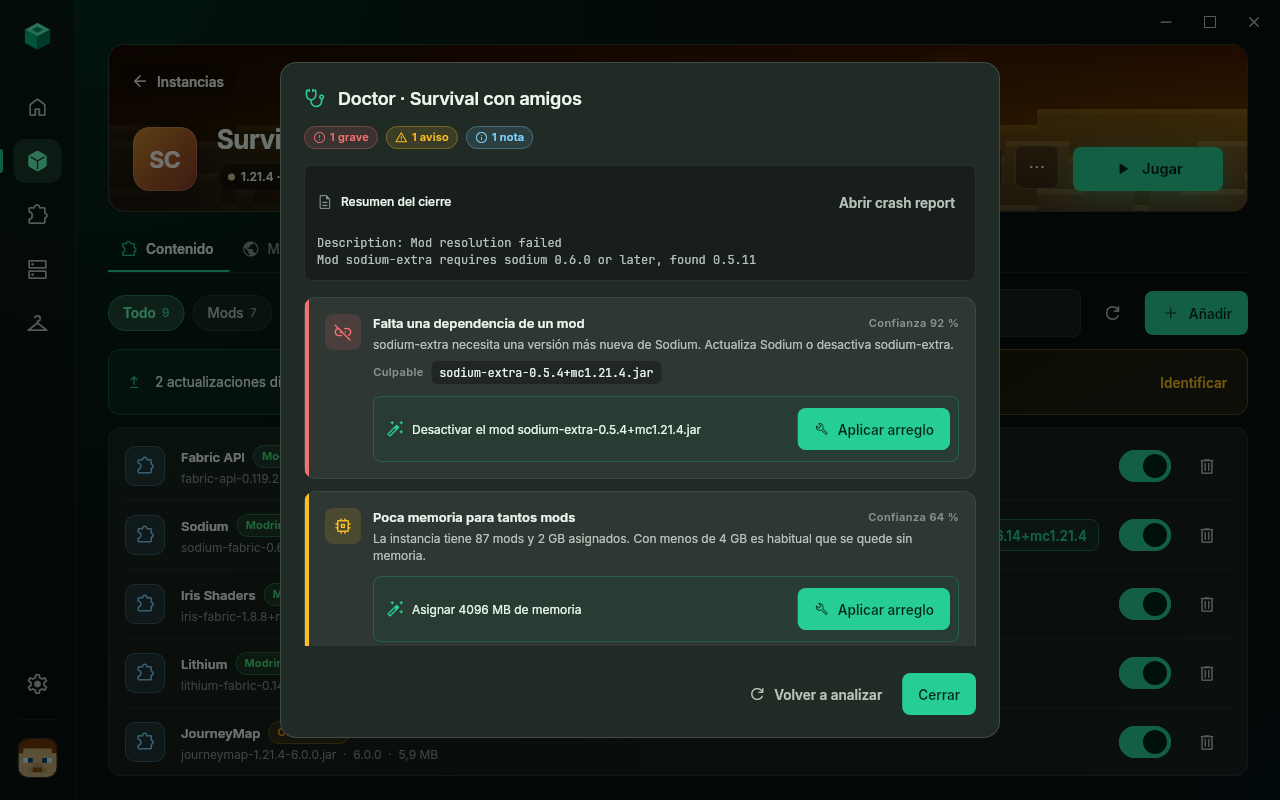 Instancias
SC
Survi
1.21.4
Jugar
Contenido
M
Todo 9
Mods 7
Añadir
2 actualizaciones di
Identificar
Fabric API
Mo
fabric-api-0.119.2
Sodium
Modrin
sodium-fabric-0.6
6.14+mc1.21.4
Iris Shaders
M
iris-fabric-1.8.8+m
Lithium
Modrin
lithium-fabric-0.14
JourneyMap
journeymap-1.21.4-6.0.0.jar · 6.0.0 · 5,9 MB
Doctor · Survival con amigos
1 grave
1 aviso
1 nota
Resumen del cierre
Abrir crash report
Description: Mod resolution failed
Mod sodium-extra requires sodium 0.6.0 or later, found 0.5.11
Falta una dependencia de un mod
Confianza 92 %
sodium-extra necesita una versión más nueva de Sodium. Actualiza Sodium o desactiva sodium-extra.
Culpable sodium-extra-0.5.4+mc1.21.4.jar
Desactivar el mod sodium-extra-0.5.4+mc1.21.4.jar
Aplicar arreglo
Poca memoria para tantos mods
Confianza 64 %
La instancia tiene 87 mods y 2 GB asignados. Con menos de 4 GB es habitual que se quede sin
memoria.
Asignar 4096 MB de memoria
Aplicar arreglo
Volver a analizar
Cerrar